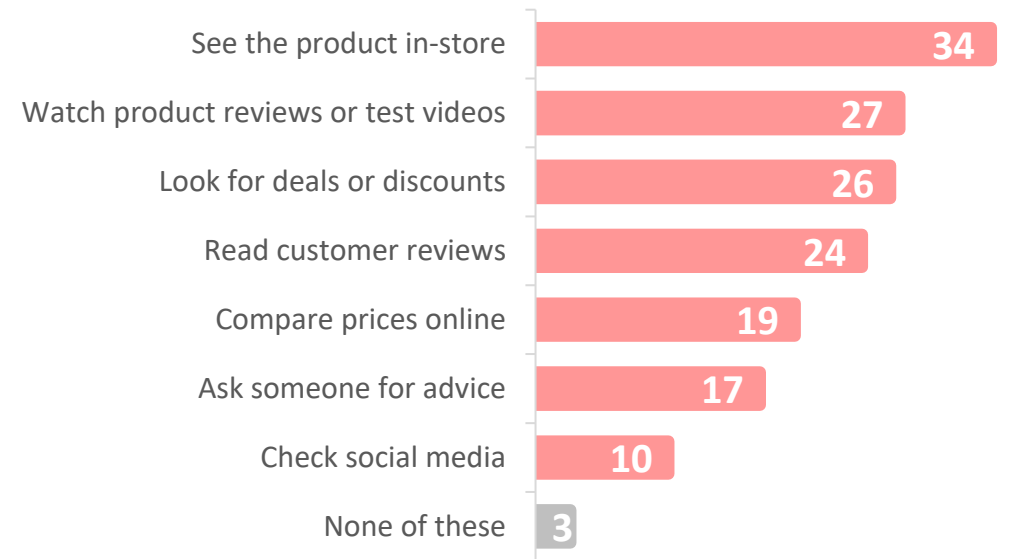 See the product in-store 34
Watch product reviews or test videos 27
Look for deals or discounts 26
Read customer reviews 24
Compare prices online 19
Ask someone for advice 17
Check social media 10
None of these 3